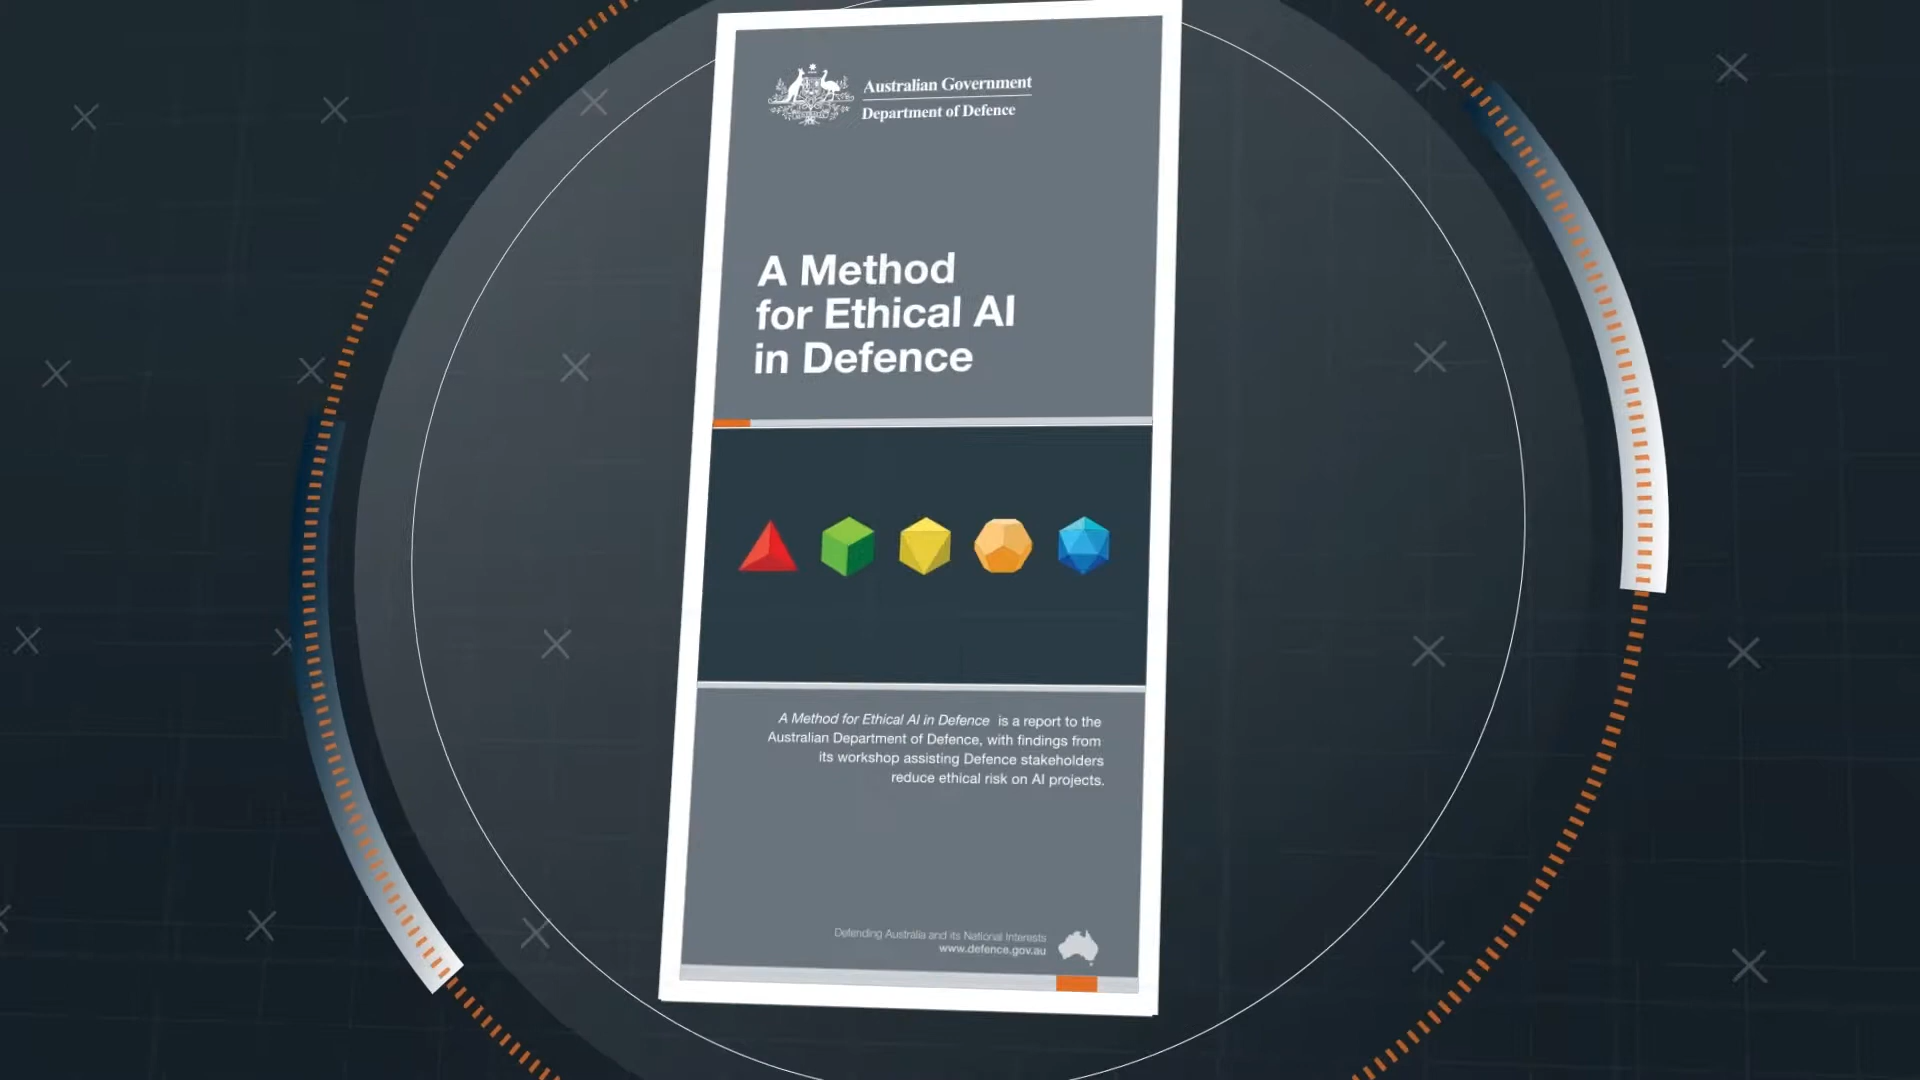 Australian Government
Department of Defence
A Method
for Ethical AI
in Defence
A Method for Ethical AI in Defence is a report to the
Australian Department of Defence, with findings from
its workshop assisting Defence stakeholders
reduce ethical risk on AI projects.
Defending Australia and its National Interests
www.defence.gov.au